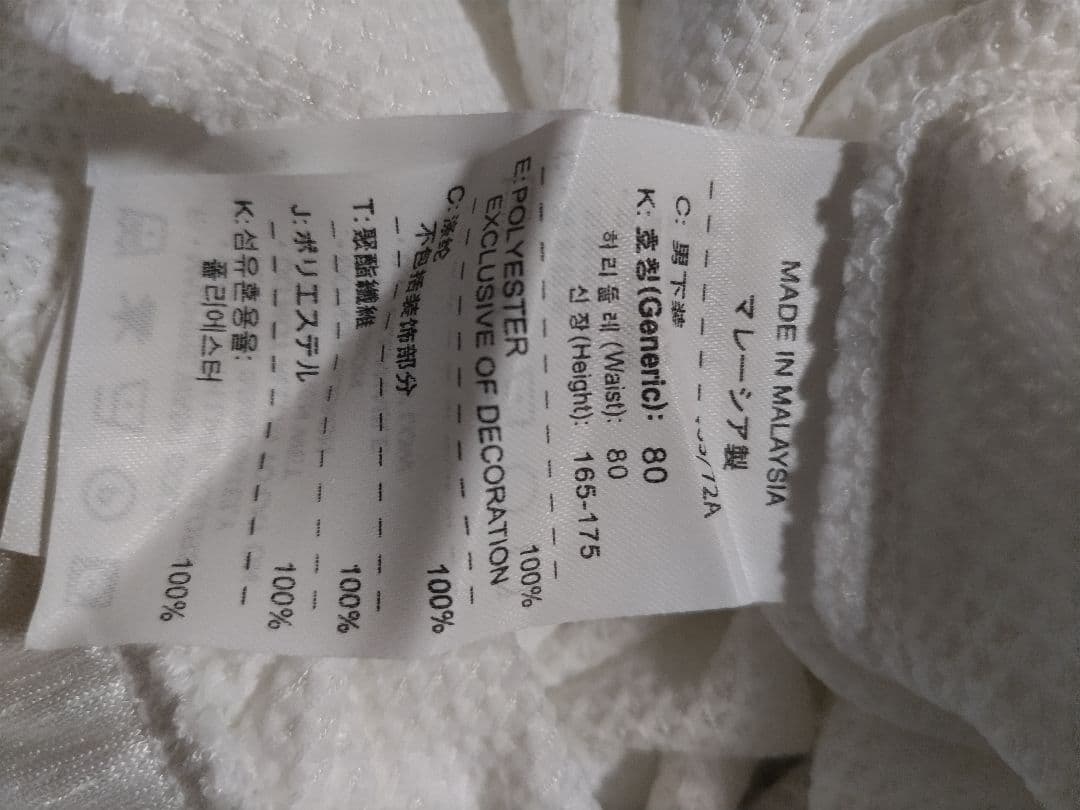 MADE IN MALAYSIA
マレーシア製
C: 男下裝
/72A
K: 호칭(Generic): 80
허리둘레(Waist): 80
신장(Height): 165-175
E: POLYESTER 100%
EXCLUSIVE OF DECORATION
C: 100%
不包括装饰部分
T: 聚酯纖維 100%
J: ポリエステル 100%
K: 섬유혼용율:
폴리에스터 100%